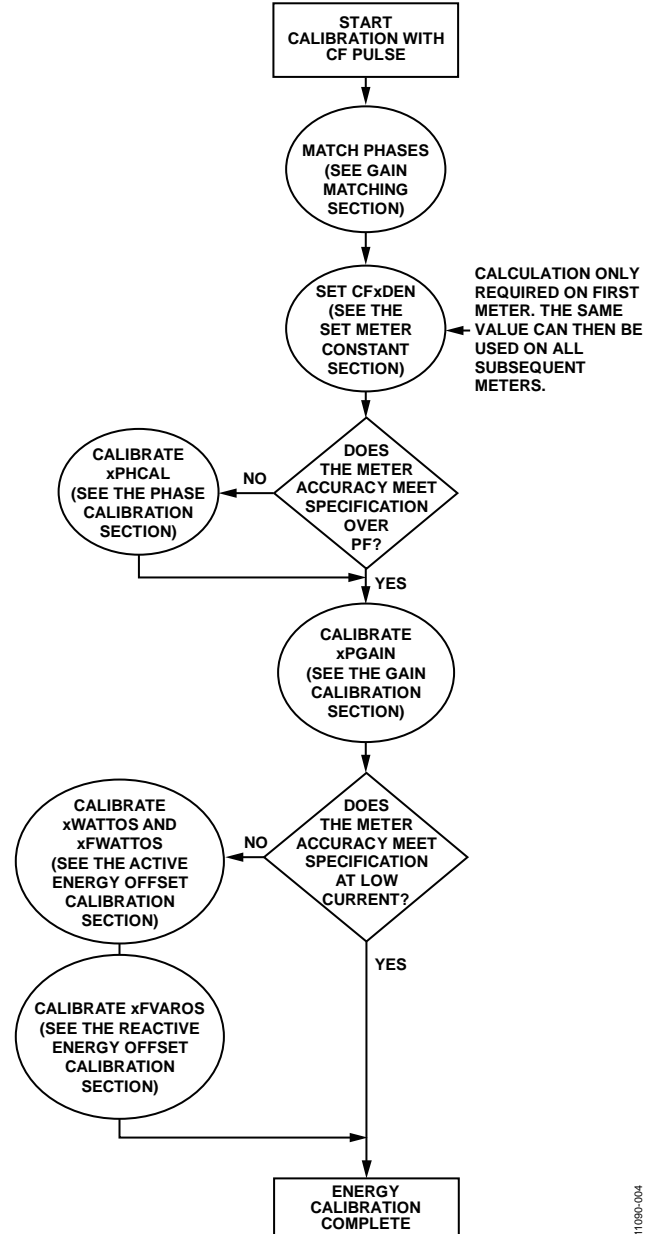 START
CALIBRATION WITH
CF PULSE
MATCH PHASES
(SEE GAIN
MATCHING
SECTION)
SET CFxDEN
(SEE THE
SET METER
CONSTANT
SECTION)
CALCULATION ONLY
REQUIRED ON FIRST
METER. THE SAME
VALUE CAN THEN BE
USED ON ALL
SUBSEQUENT
METERS.
DOES
THE METER
ACCURACY MEET
SPECIFICATION
OVER
PF?
NO
CALIBRATE
xPHCAL
(SEE THE PHASE
CALIBRATION
SECTION)
YES
CALIBRATE
xPGAIN
(SEE THE GAIN
CALIBRATION
SECTION)
DOES
THE METER
ACCURACY MEET
SPECIFICATION
AT LOW
CURRENT?
NO
CALIBRATE
xWATTOS AND
xFWATTOS
(SEE THE ACTIVE
ENERGY OFFSET
CALIBRATION
SECTION)
YES
CALIBRATE xFVAROS
(SEE THE REACTIVE
ENERGY OFFSET
CALIBRATION
SECTION)
ENERGY
CALIBRATION
COMPLETE
11090-004